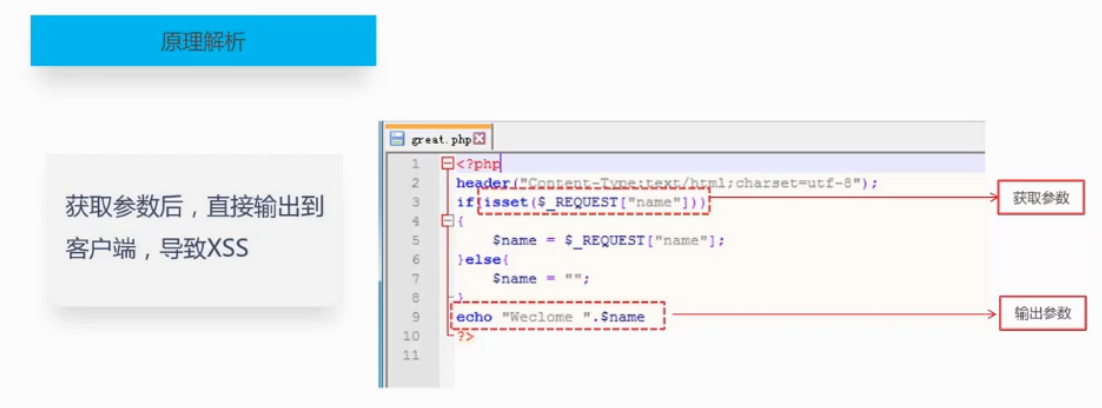 原理解析
获取参数后，直接输出到
客户端，导致XSS
great.php
1 <?php
2 header("Content-Type:text/html;charset=utf-8");
3 if(isset($_REQUEST["name"]))
4 {
5 $name = $_REQUEST["name"];
6 }else{
7 $name = "";
8 }
9 echo "Weclome ".$name
10 ?>
11
获取参数
输出参数